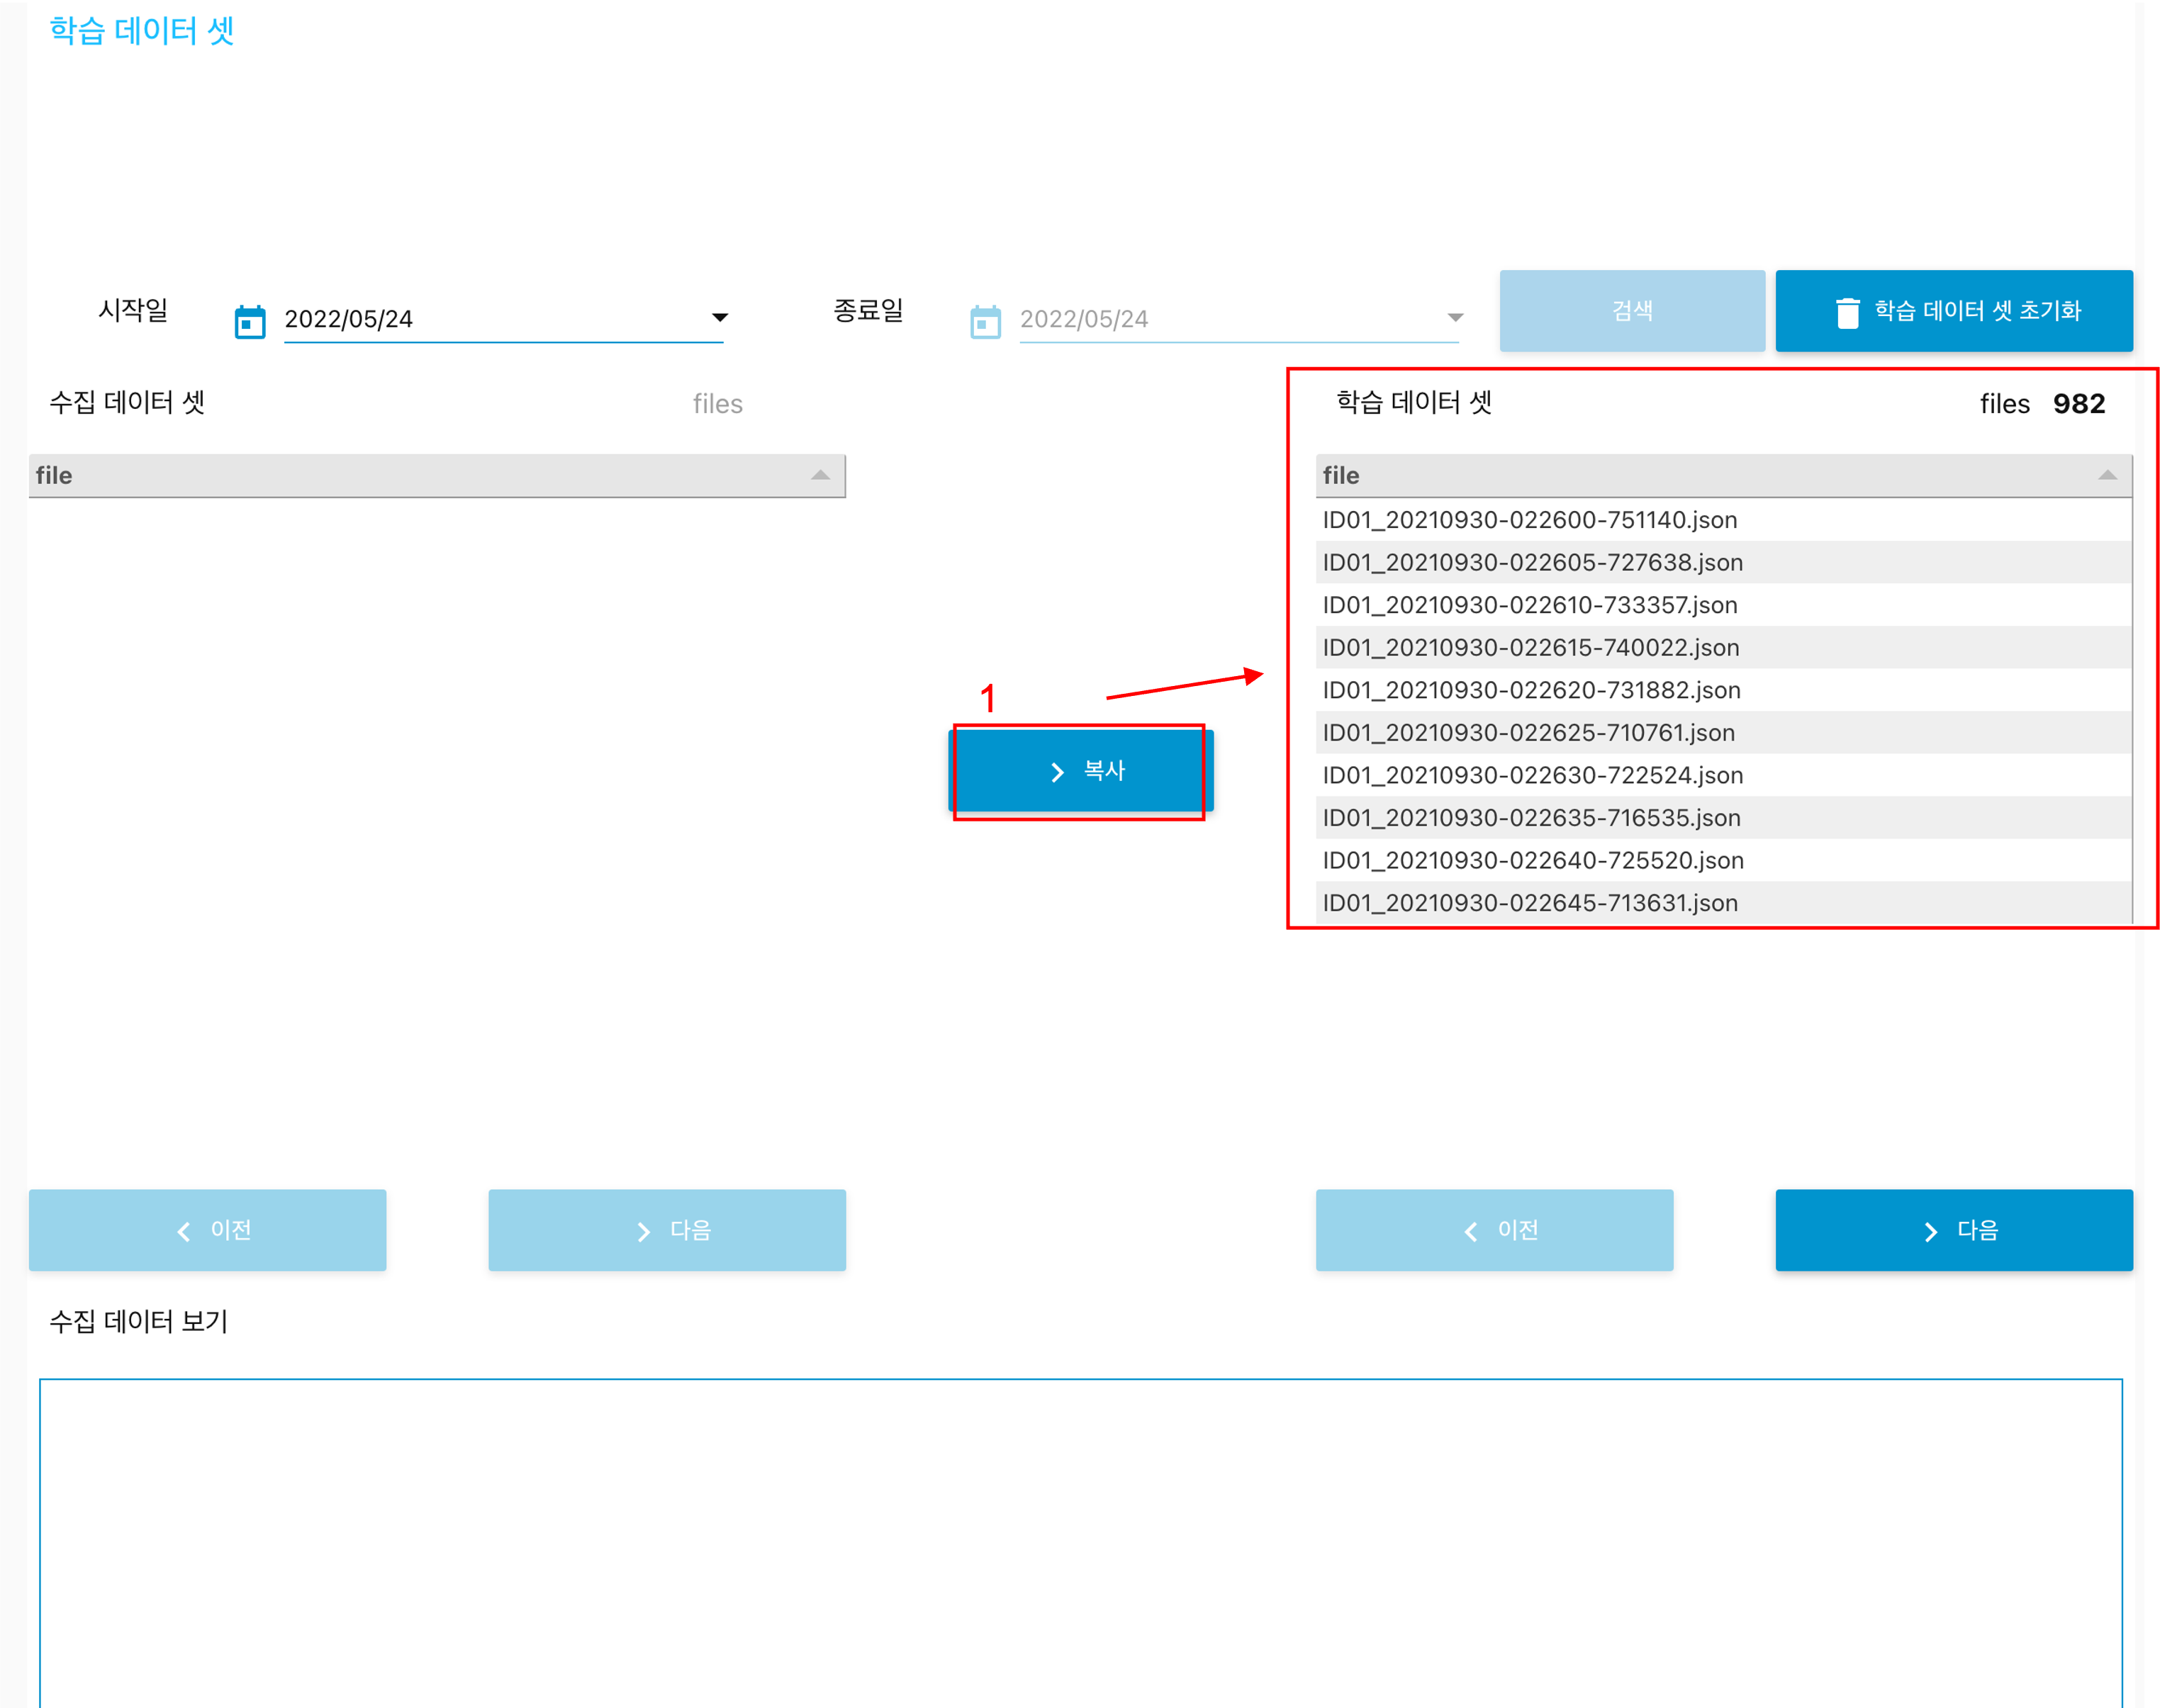 학습 데이터 셋
시작일 2022/05/24 종료일 2022/05/24 검색 학습 데이터 셋 초기화
수집 데이터 셋 files
file
학습 데이터 셋 files 982
file
ID01_20210930-022600-751140.json
ID01_20210930-022605-727638.json
ID01_20210930-022610-733357.json
ID01_20210930-022615-740022.json
ID01_20210930-022620-731882.json
ID01_20210930-022625-710761.json
ID01_20210930-022630-722524.json
ID01_20210930-022635-716535.json
ID01_20210930-022640-725520.json
ID01_20210930-022645-713631.json
1
복사
이전 다음 이전 다음
수집 데이터 보기